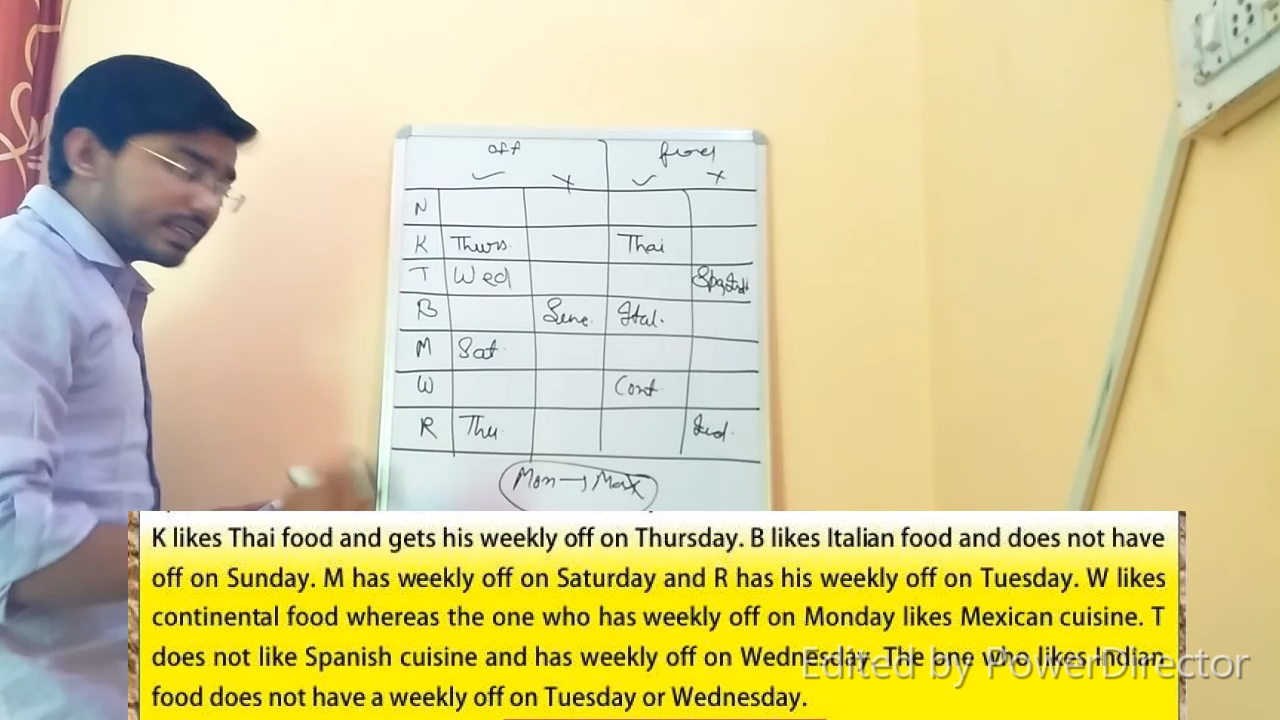 off food
✓ × ✓ ×
N
K Thurs. Thai
T Wed
B Ital.
M Sat
W Cont
R Thu. Ind.
Mon → Max
K likes Thai food and gets his weekly off on Thursday. B likes Italian food and does not have
off on Sunday. M has weekly off on Saturday and R has his weekly off on Tuesday. W likes
continental food whereas the one who has weekly off on Monday likes Mexican cuisine. T
does not like Spanish cuisine and has weekly off on Wednesday. The one who likes Indian
food does not have a weekly off on Tuesday or Wednesday.
Edited by PowerDirector